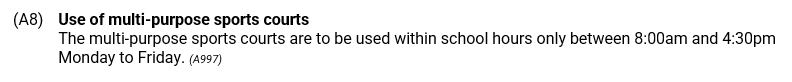 (A8) Use of multi-purpose sports courts
The multi-purpose sports courts are to be used within school hours only between 8:00am and 4:30pm
Monday to Friday. (A997)